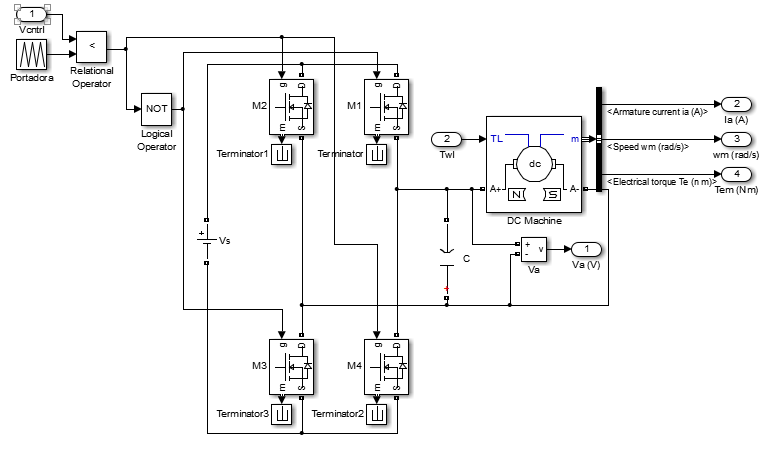 1
Vcntrl
Portadora
<
Relational
Operator
NOT
Logical
Operator
M2
g
D
m
S
Terminator1
M1
g
D
m
S
Terminator
2
Twl
TL
m
dc
A+
N
S
A-
DC Machine
<Armature current ia (A)>
<Speed wm (rad/s)>
<Electrical torque Te (n m)>
2
Ia (A)
3
wm (rad/s)
4
Tem (Nm)
+
Vs
C
+
+
-
v
Va
1
Va (V)
M3
g
D
m
S
Terminator3
M4
g
D
m
S
Terminator2